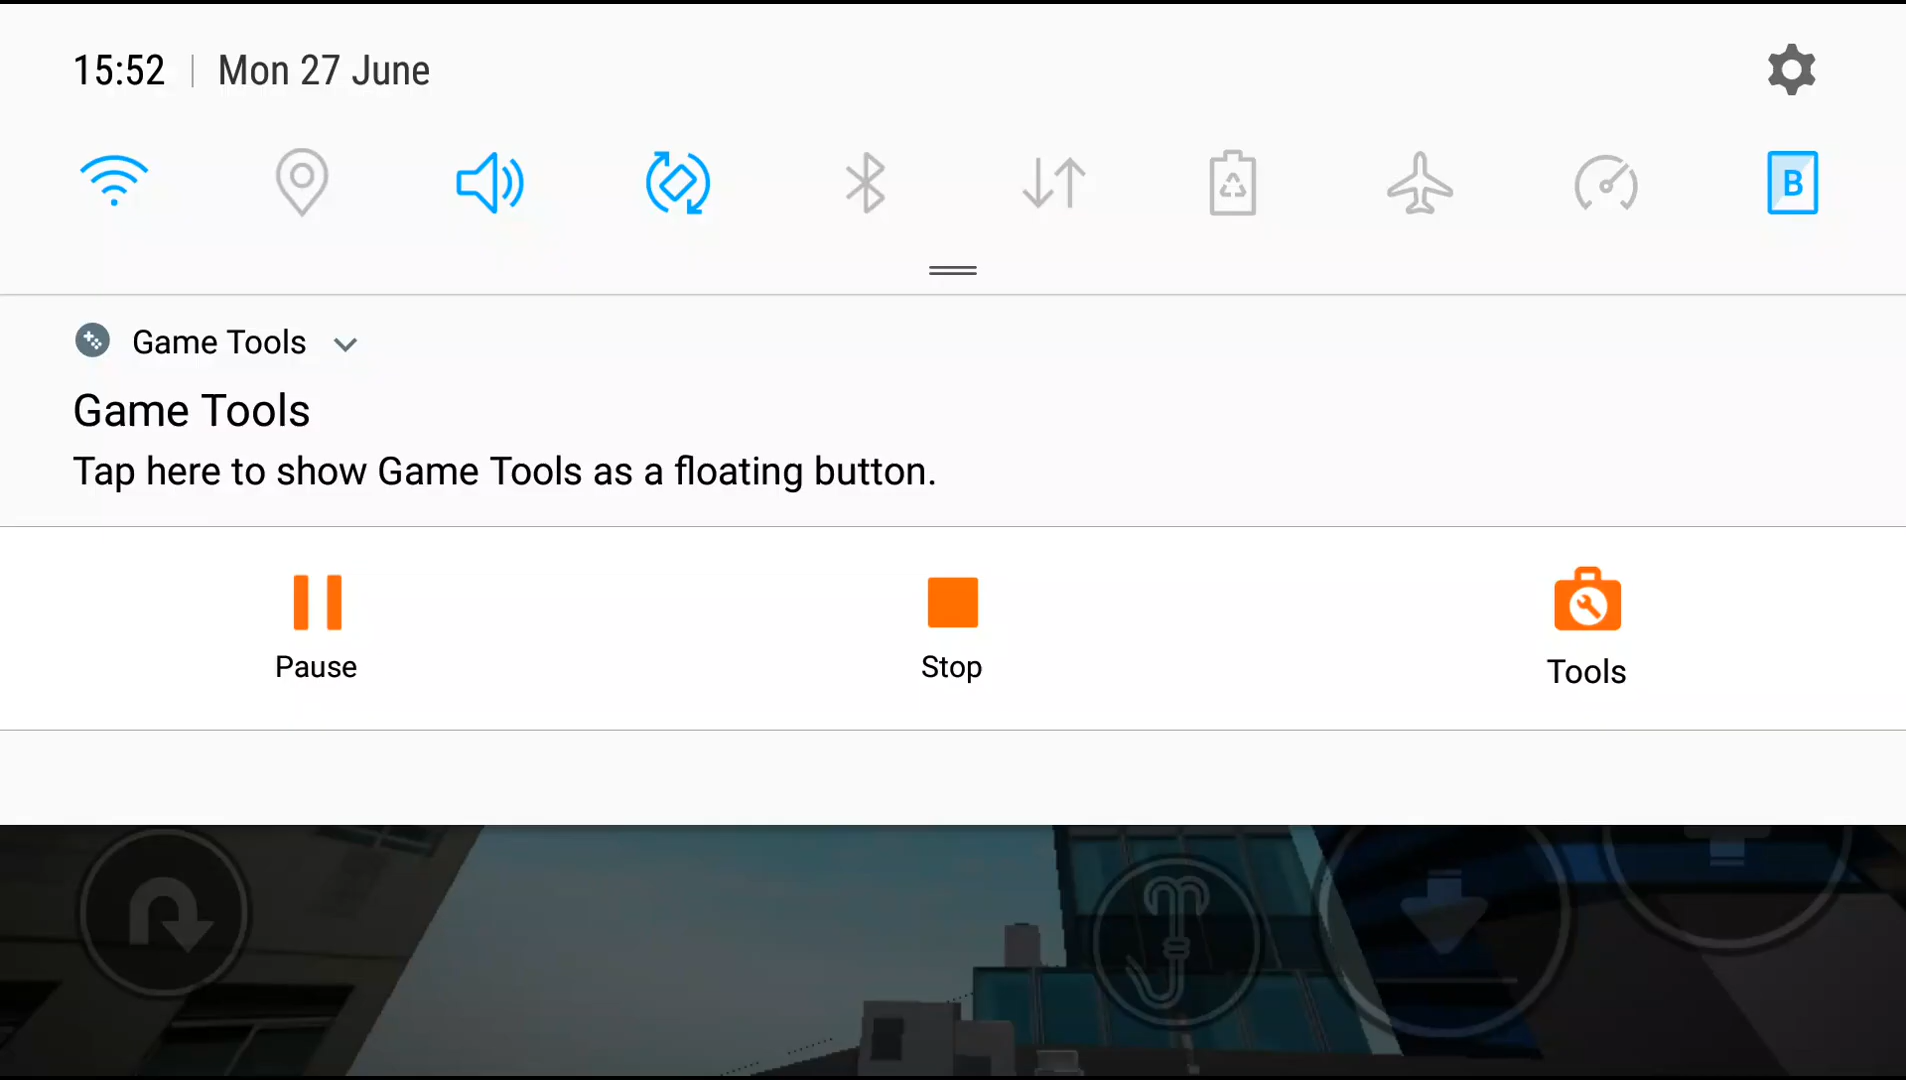 15:52 | Mon 27 June
B
Game Tools
Game Tools
Tap here to show Game Tools as a floating button.
Pause Stop Tools